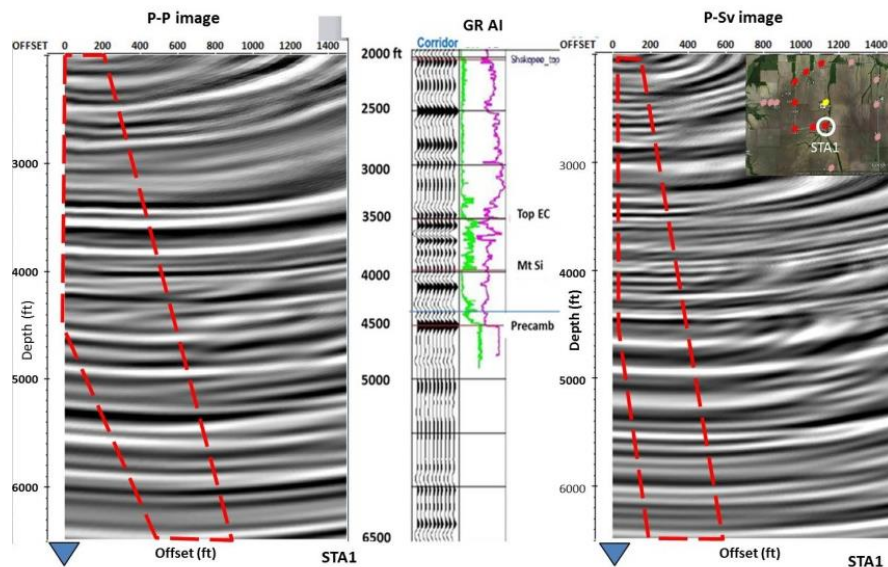 P-P image
OFFSET 0 200 400 600 800 1000 1200 1400
3000
4000
5000
6000
Depth (ft)
Offset (ft)
STA1
GR AI
Corridor
Shakopee_top
2000 ft
2500
3000
3500
4000
4500
5000
6000
6500
Top EC
Mt Si
Precamb
P-Sv image
OFFSET 0 200 400 600 800 1000 1200 1400
STA1
3000
4000
5000
6000
Depth (ft)
Offset (ft)
STA1